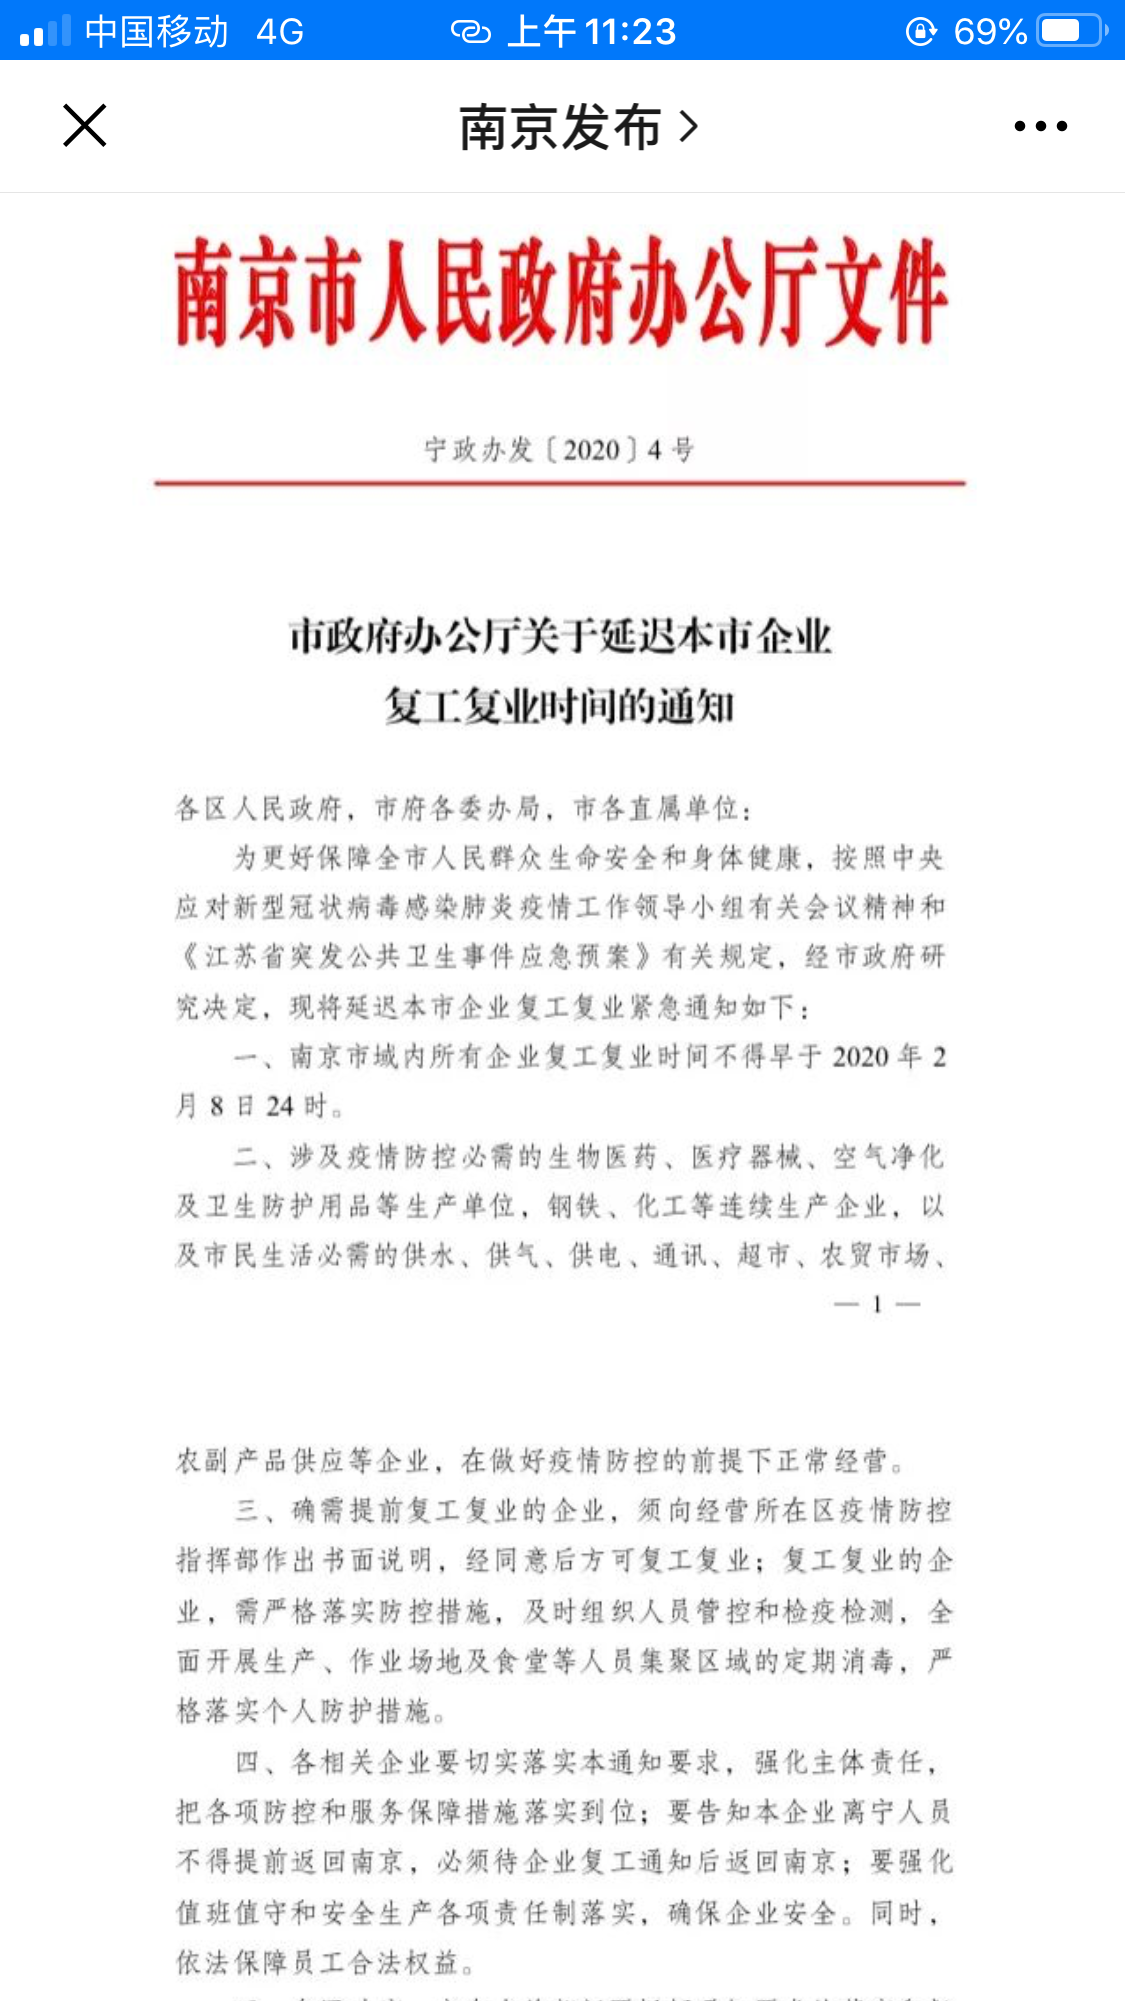 中国移动 4G 上午11:23 69%
南京发布
南京市人民政府办公厅文件
宁政办发〔2020〕4 号
市政府办公厅关于延迟本市企业
复工复业时间的通知
各区人民政府，市府各委办局，市各直属单位：
为更好保障全市人民群众生命安全和身体健康，按照中央
应对新型冠状病毒感染肺炎疫情工作领导小组有关会议精神和
《江苏省突发公共卫生事件应急预案》有关规定，经市政府研
究决定，现将延迟本市企业复工复业紧急通知如下：
一、南京市域内所有企业复工复业时间不得早于 2020 年 2
月 8 日 24 时。
二、涉及疫情防控必需的生物医药、医疗器械、空气净化
及卫生防护用品等生产单位，钢铁、化工等连续生产企业，以
及市民生活必需的供水、供气、供电、通讯、超市、农贸市场、
— 1 —
农副产品供应等企业，在做好疫情防控的前提下正常经营。
三、确需提前复工复业的企业，须向经营所在区疫情防控
指挥部作出书面说明，经同意后方可复工复业；复工复业的企
业，需严格落实防控措施，及时组织人员管控和检疫检测，全
面开展生产、作业场地及食堂等人员集聚区域的定期消毒，严
格落实个人防护措施。
四、各相关企业要切实落实本通知要求，强化主体责任，
把各项防控和服务保障措施落实到位；要告知本企业离宁人员
不得提前返回南京，必须待企业复工通知后返回南京；要强化
值班值守和安全生产各项责任制落实，确保企业安全。同时，
依法保障员工合法权益。